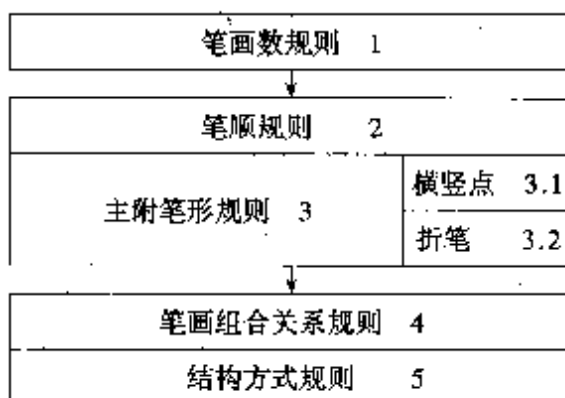 笔画数规则 1
笔顺规则 2
主附笔形规则 3
横竖点 3.1
折笔 3.2
笔画组合关系规则 4
结构方式规则 5